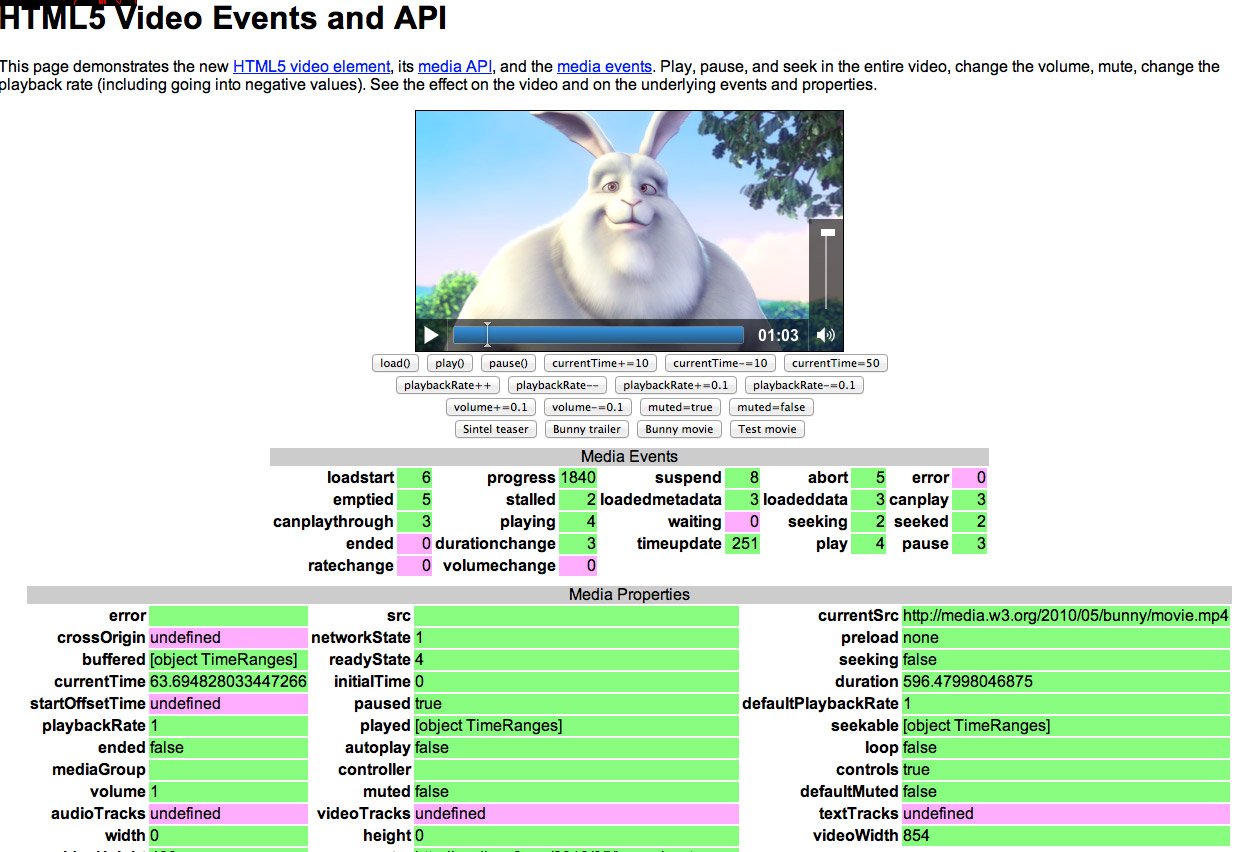 HTML5 Video Events and API
This page demonstrates the new HTML5 video element, its media API, and the media events. Play, pause, and seek in the entire video, change the volume, mute, change the
playback rate (including going into negative values). See the effect on the video and on the underlying events and properties.
01:03
load() play() pause() currentTime+=10 currentTime-=10 currentTime=50
playbackRate++ playbackRate-- playbackRate+=0.1 playbackRate-=0.1
volume+=0.1 volume-=0.1 muted=true muted=false
Sintel teaser Bunny trailer Bunny movie Test movie
Media Events
loadstart 6 progress 1840 suspend 8 abort 5 error 0
emptied 5 stalled 2 loadedmetadata 3 loadeddata 3 canplay 3
canplaythrough 3 playing 4 waiting 0 seeking 2 seeked 2
ended 0 durationchange 3 timeupdate 251 play 4 pause 3
ratechange 0 volumechange 0
Media Properties
error src currentSrc http://media.w3.org/2010/05/bunny/movie.mp4
crossOrigin undefined networkState 1 preload none
buffered [object TimeRanges] readyState 4 seeking false
currentTime 63.694828033447266 initialTime 0 duration 596.47998046875
startOffsetTime undefined paused true defaultPlaybackRate 1
playbackRate 1 played [object TimeRanges] seekable [object TimeRanges]
ended false autoplay false loop false
mediaGroup controller controls true
volume 1 muted false defaultMuted false
audioTracks undefined videoTracks undefined textTracks undefined
width 0 height 0 videoWidth 854